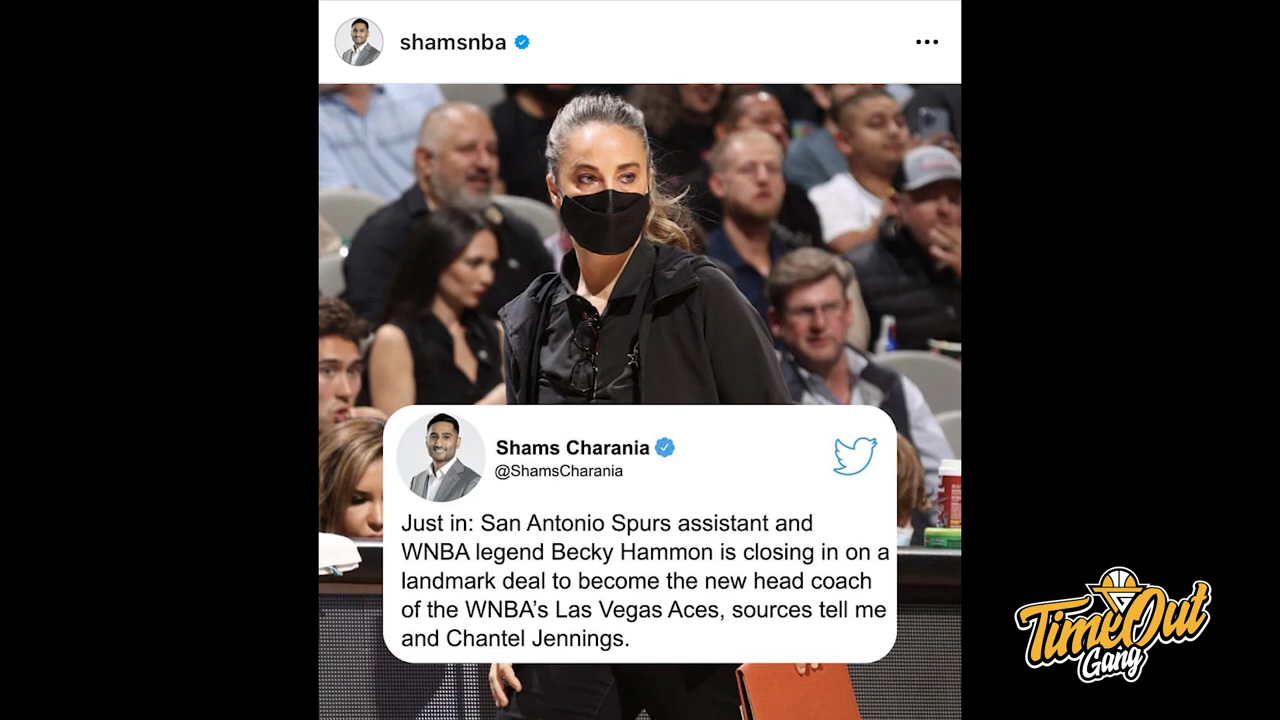 shamsnba
Shams Charania
@ShamsCharania
Just in: San Antonio Spurs assistant and
WNBA legend Becky Hammon is closing in on a
landmark deal to become the new head coach
of the WNBA’s Las Vegas Aces, sources tell me
and Chantel Jennings.
TimeOut
Gang